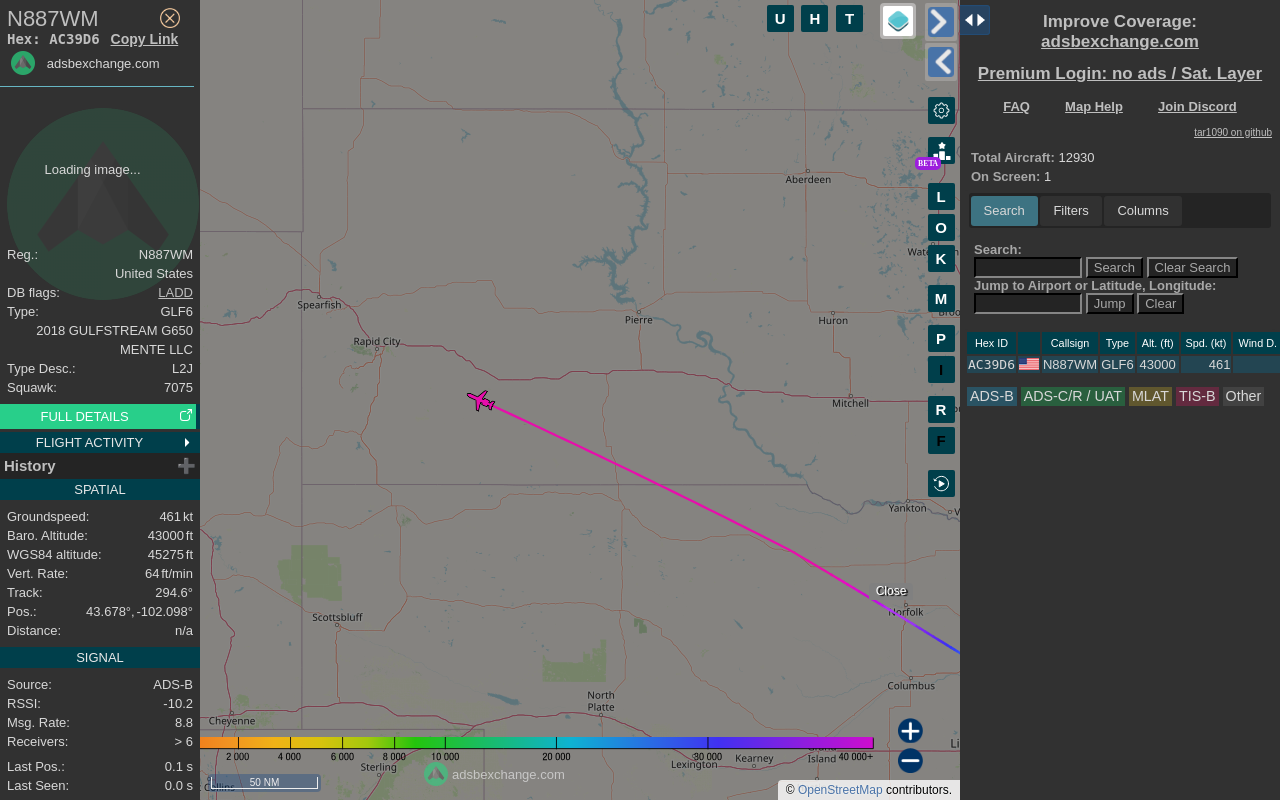 N887WM
Hex: AC39D6 Copy Link
adsbexchange.com
Loading image...
Reg.: N887WM
United States
DB flags: LADD
Type: GLF6
2018 GULFSTREAM G650
MENTE LLC
Type Desc.: L2J
Squawk: 7075
FULL DETAILS
FLIGHT ACTIVITY
History
SPATIAL
Groundspeed: 461 kt
Baro. Altitude: 43000 ft
WGS84 altitude: 45275 ft
Vert. Rate: 64 ft/min
Track: 294.6°
Pos.: 43.678°, -102.098°
Distance: n/a
SIGNAL
Source: ADS-B
RSSI: -10.2
Msg. Rate: 8.8
Receivers: > 6
Last Pos.: 0.1 s
Last Seen: 0.0 s
U H T
BETA
L
O
K
M
P
I
R
F
Aberdeen
Spearfish
Pierre
Huron
Rapid City
Mitchell
Yankton
Close
Norfolk
Scottsbluff
Columbus
North
Platte
Cheyenne
2 000 4 000 6 000 8 000 10 000 20 000 30 000 40 000+
Sterling
Lexington
Kearney
Island
adsbexchange.com
50 NM
© OpenStreetMap contributors.
Improve Coverage:
adsbexchange.com
Premium Login: no ads / Sat. Layer
FAQ Map Help Join Discord
tar1090 on github
Total Aircraft: 12930
On Screen: 1
Search Filters Columns
Search:
Search Clear Search
Jump to Airport or Latitude, Longitude:
Jump Clear
Hex ID Callsign Type Alt. (ft) Spd. (kt) Wind D.
AC39D6 N887WM GLF6 43000 461
ADS-B ADS-C/R / UAT MLAT TIS-B Other